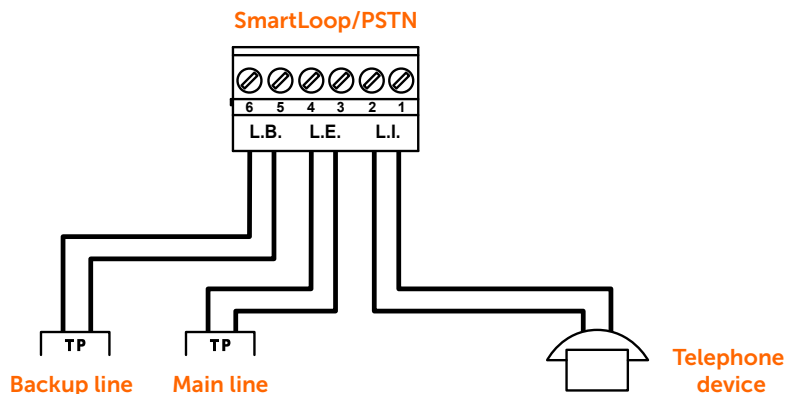 SmartLoop/PSTN
6 5 4 3 2 1
L.B. L.E. L.I.
TP TP
Backup line Main line
Telephone
device